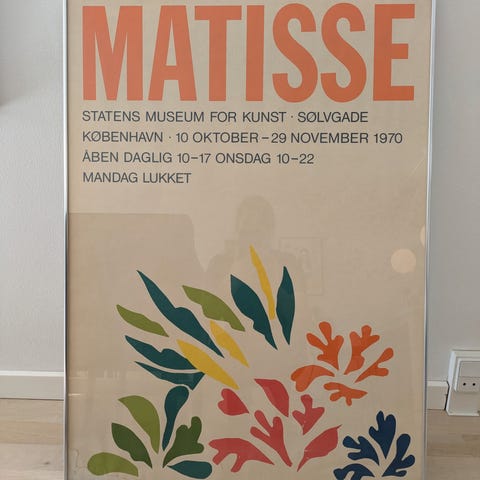 MATISSE
STATENS MUSEUM FOR KUNST · SØLVGADE
KØBENHAVN · 10 OKTOBER – 29 NOVEMBER 1970
ÅBEN DAGLIG 10–17 ONSDAG 10–22
MANDAG LUKKET